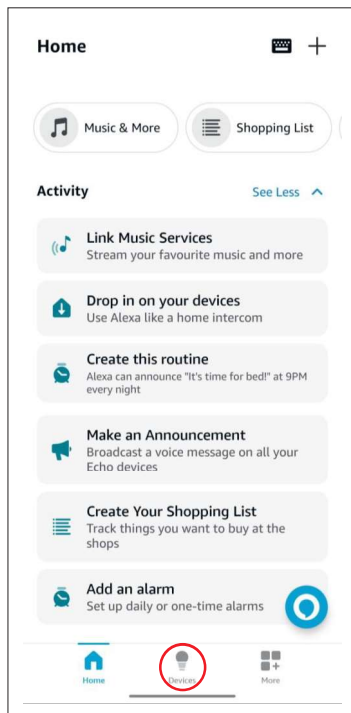 Home
Music & More
Shopping List
Activity
See Less
Link Music Services
Stream your favourite music and more
Drop in on your devices
Use Alexa like a home intercom
Create this routine
Alexa can announce "It's time for bed!" at 9PM
every night
Make an Announcement
Broadcast a voice message on all your
Echo devices
Create Your Shopping List
Track things you want to buy at the
shops
Add an alarm
Set up daily or one-time alarms
Home
Devices
More